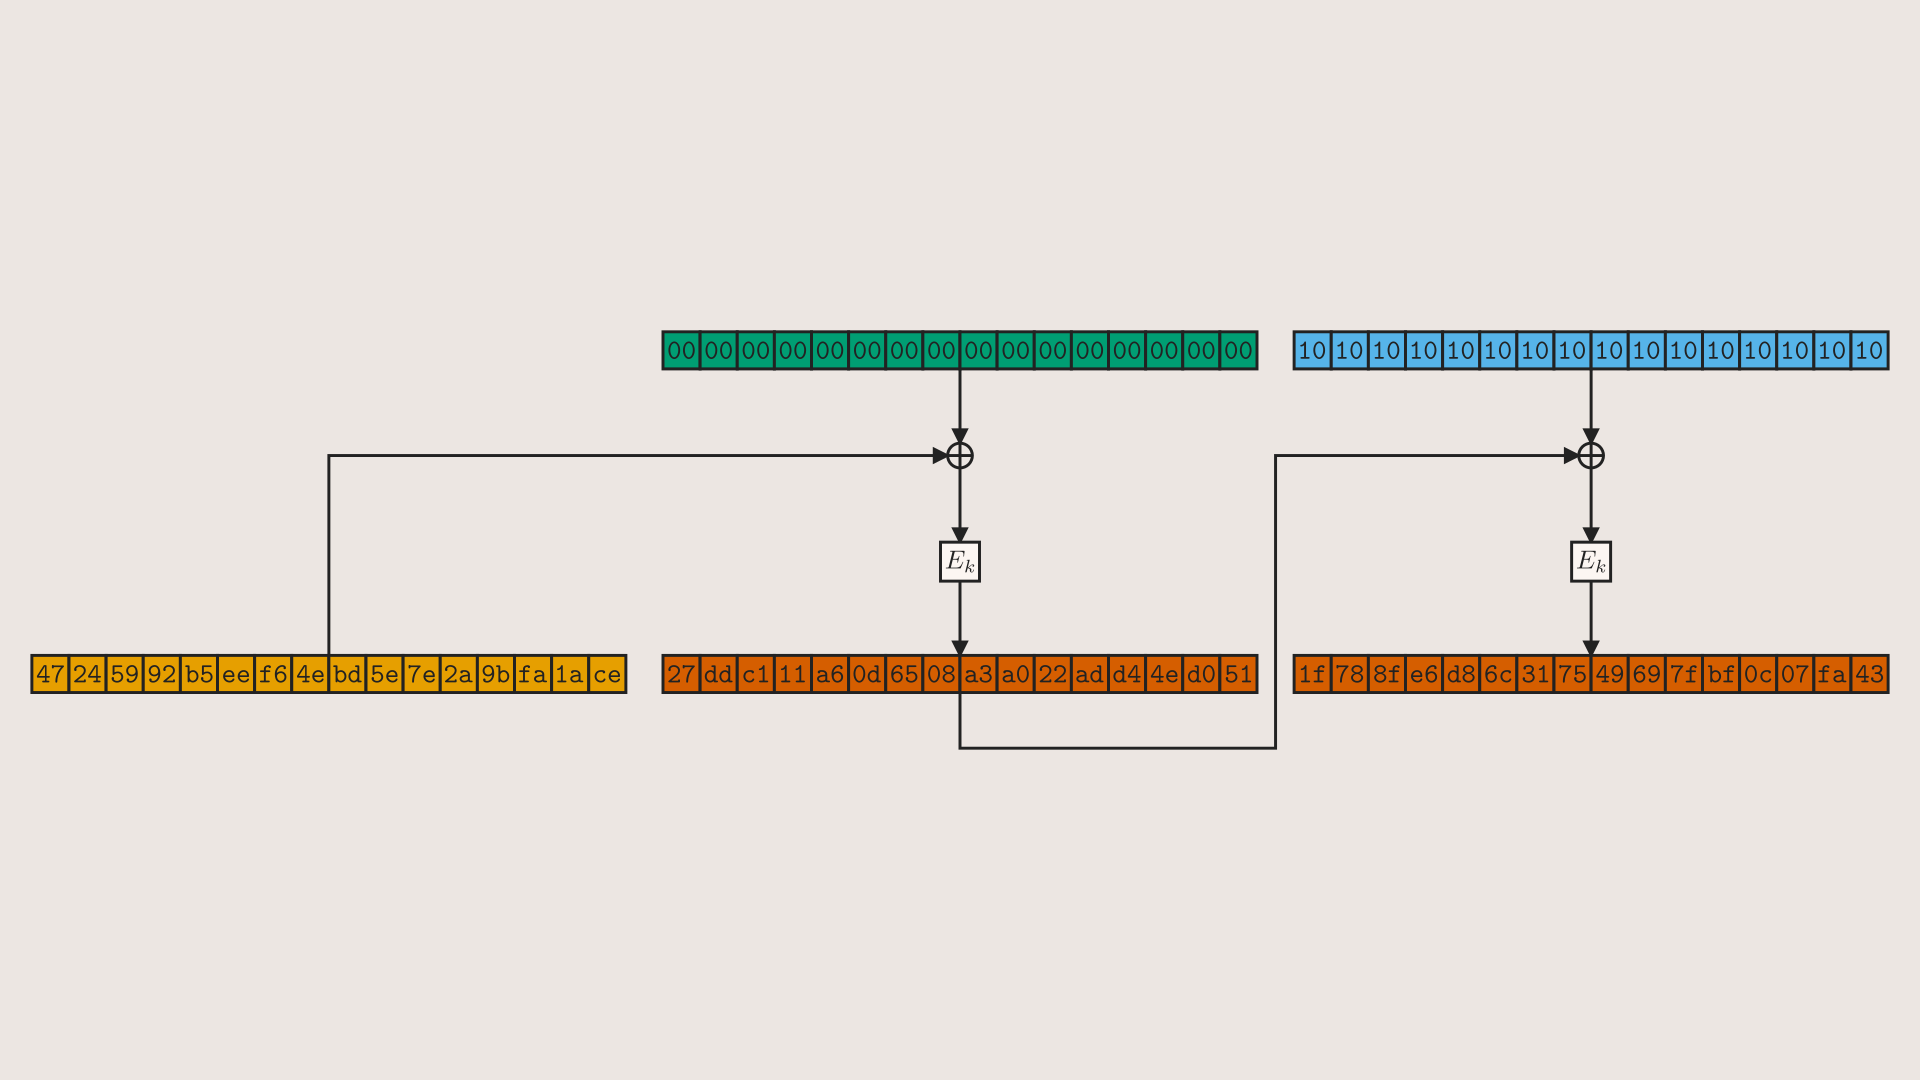 00 00 00 00 00 00 00 00 00 00 00 00 00 00 00 00
10 10 10 10 10 10 10 10 10 10 10 10 10 10 10 10
E_k
E_k
47 24 59 92 b5 ee f6 4e bd 5e 7e 2a 9b fa 1a ce
27 dd c1 11 a6 0d 65 08 a3 a0 22 ad d4 4e d0 51
1f 78 8f e6 d8 6c 31 75 49 69 7f bf 0c 07 fa 43